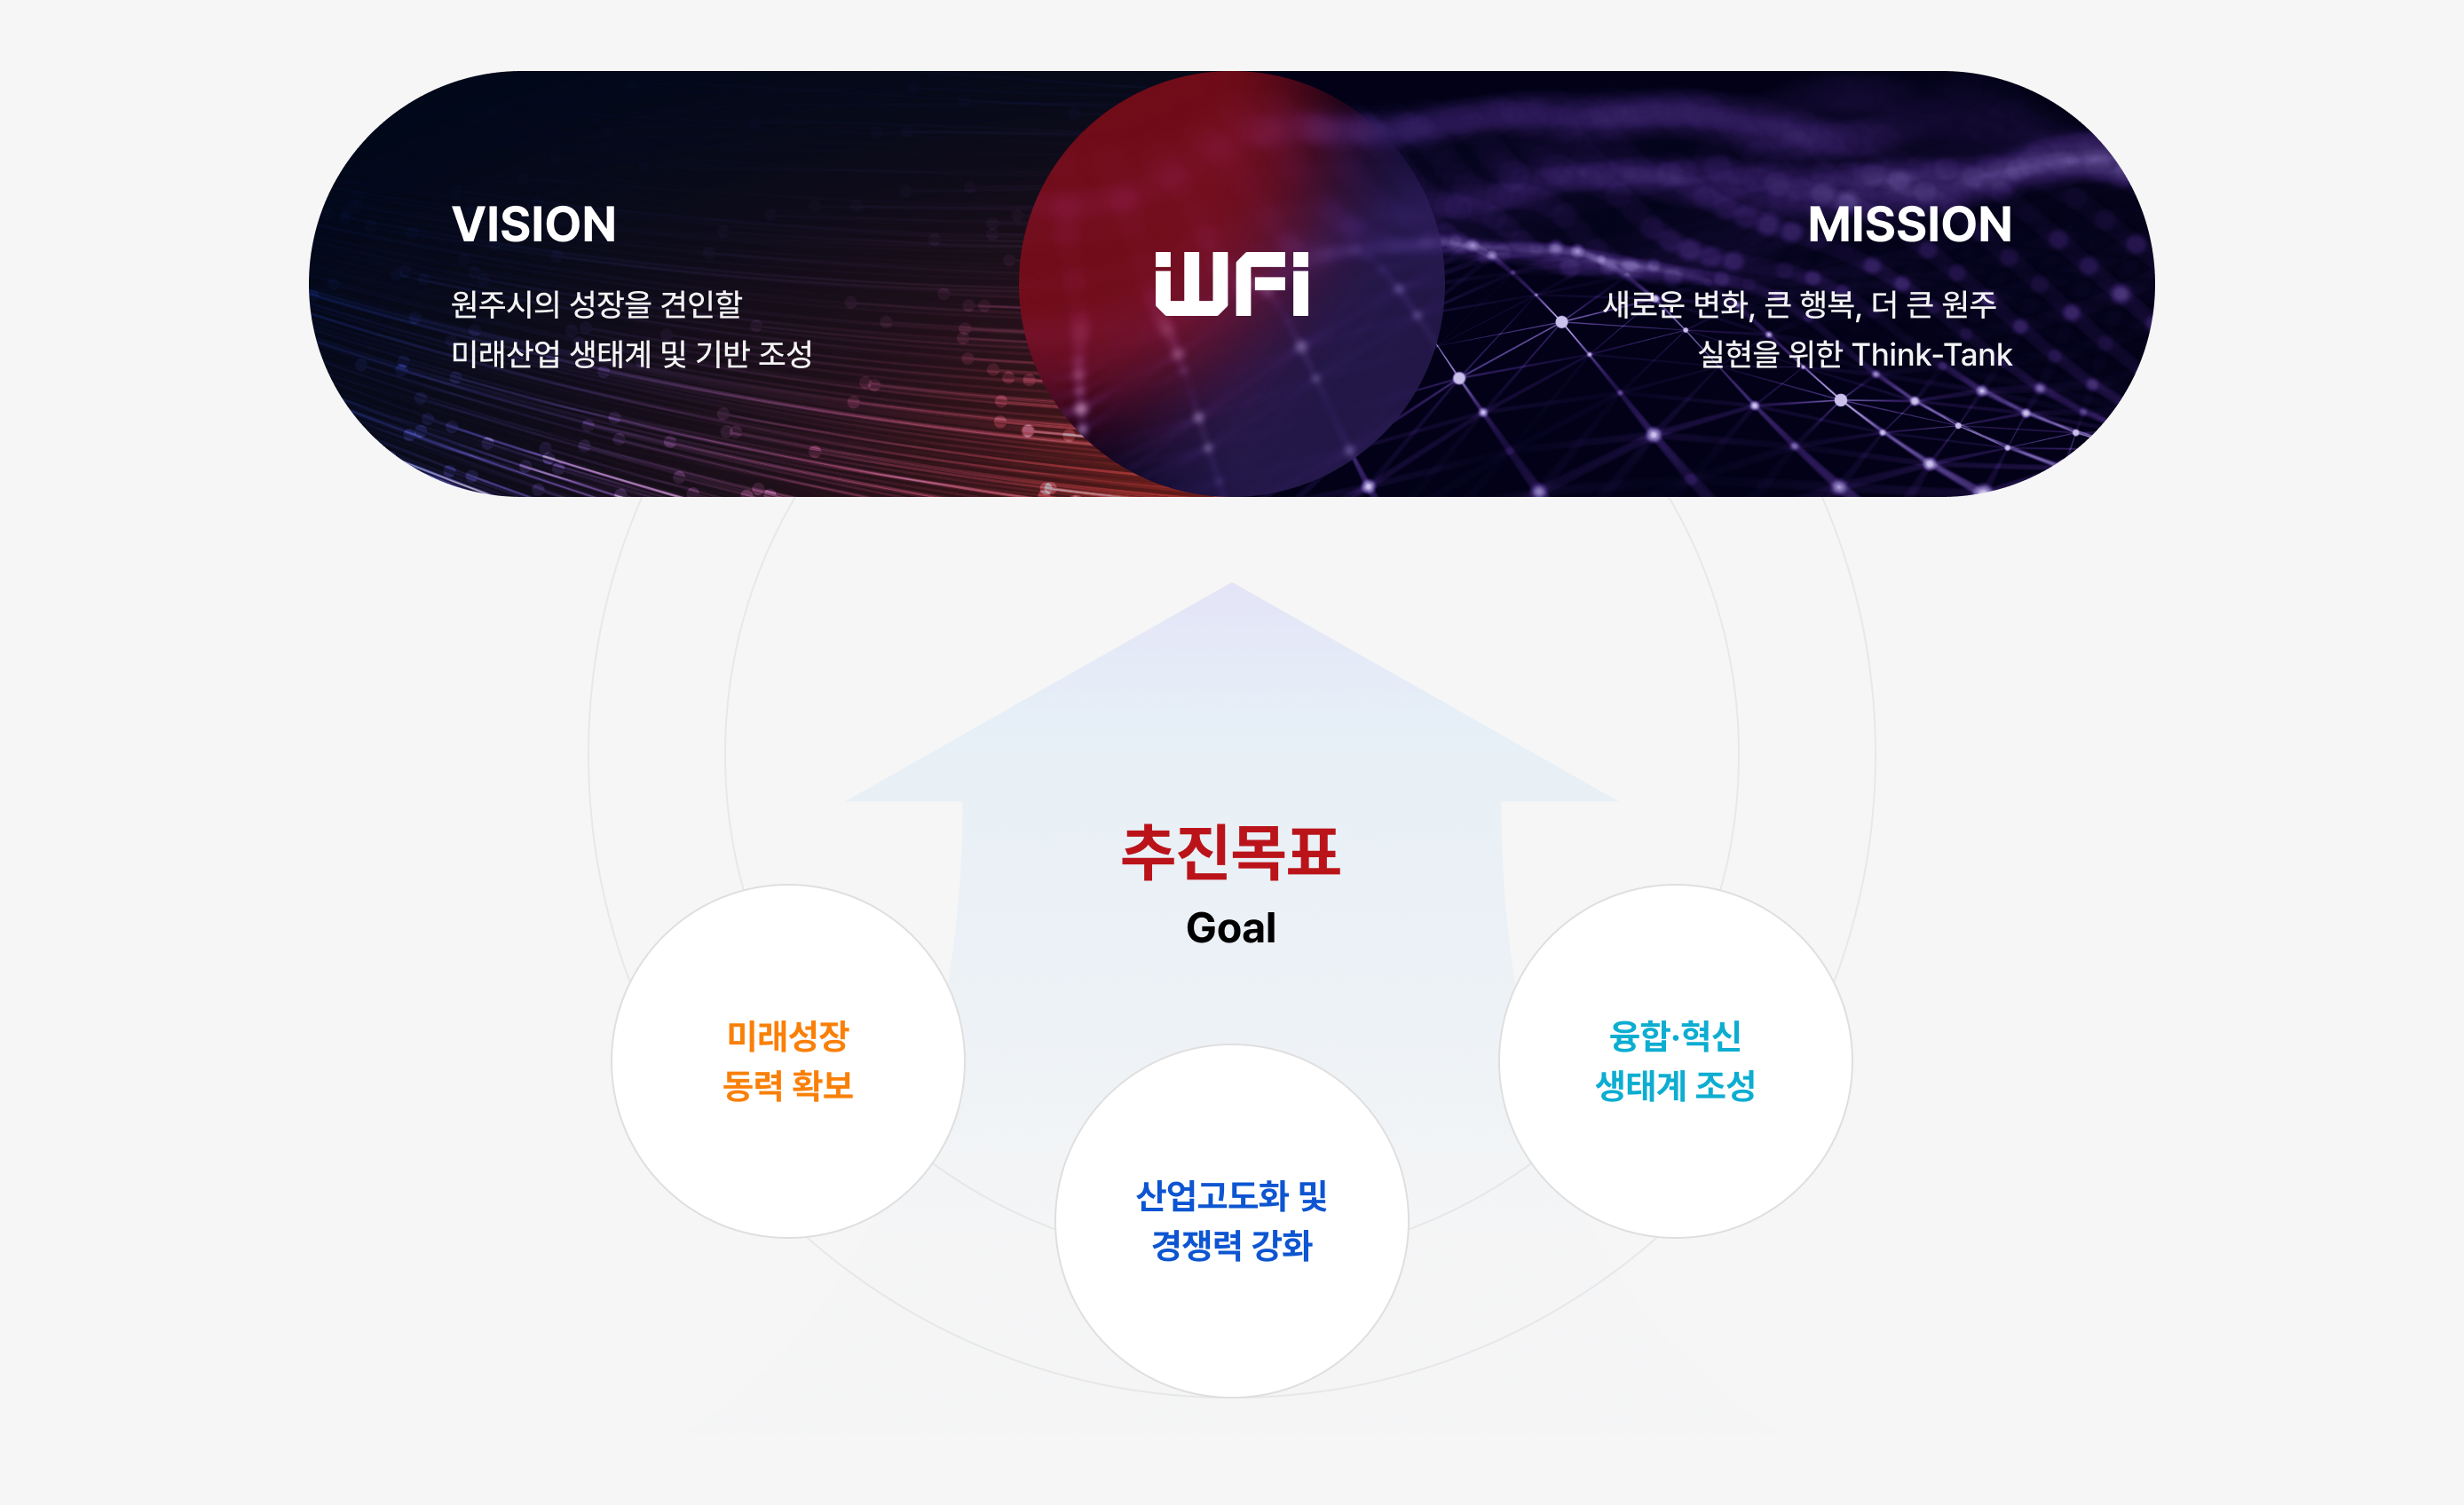 VISION
원주시의 성장을 견인할
미래산업 생태계 및 기반 조성
WFi
MISSION
새로운 변화, 큰 행복, 더 큰 원주
실현을 위한 Think-Tank
추진목표
Goal
미래성장
동력 확보
산업고도화 및
경쟁력 강화
융합·혁신
생태계 조성